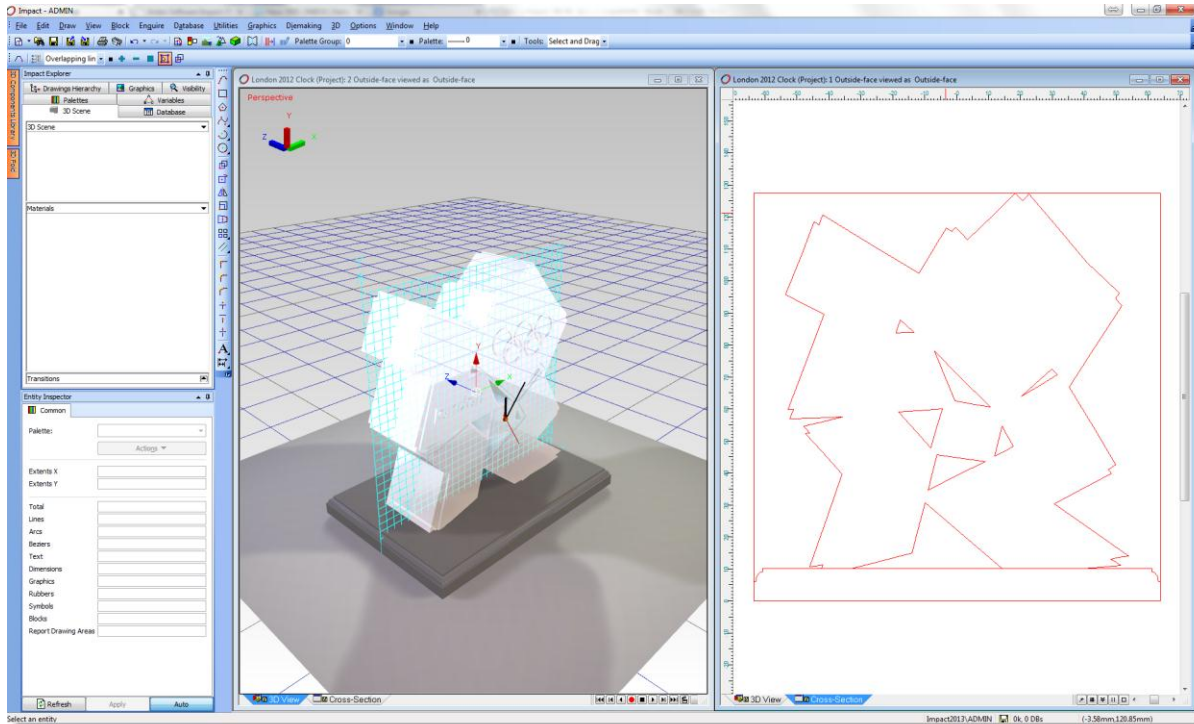 Impact - ADMIN
File Edit Draw View Block Enquire Database Utilities Graphics Diemaking 3D Options Window Help
Palette Group: 0 Palette: 0 Tools: Select and Drag
Overlapping lin
Impact Explorer
Drawings Hierarchy Graphics Visibility
Palettes Variables
3D Scene Database
3D Scene
Materials
Transitions
Components Library
Entity Inspector
Common
Palette:
Actions
Extents X
Extents Y
Total
Lines
Arcs
Beziers
Text
Dimensions
Graphics
Rubbers
Symbols
Blocks
Report Drawing Areas
Refresh Apply Auto
London 2012 Clock (Project): 2 Outside-face viewed as Outside-face
Perspective
Y
Z X
Y
Z X
3D View Cross-Section
London 2012 Clock (Project): 1 Outside-face viewed as Outside-face
3D View Cross-Section
Select an entity
Impact2013\ADMIN 0k, 0 DBs (-3.58mm,120.85mm)